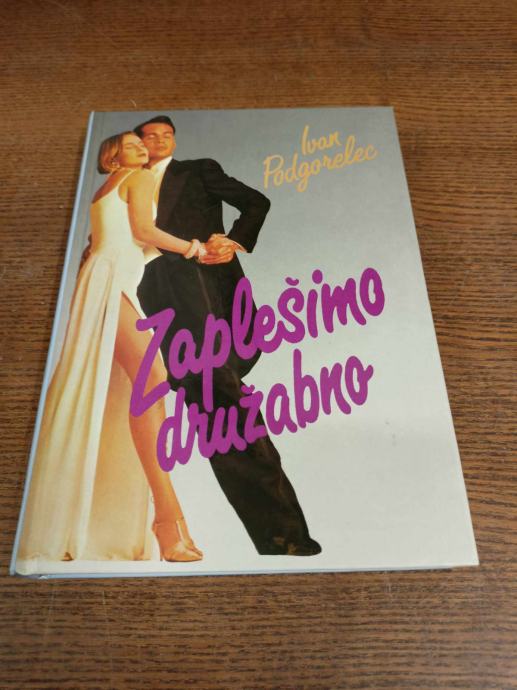 Ivan
Podgorelec
Zaplešimo
družabno